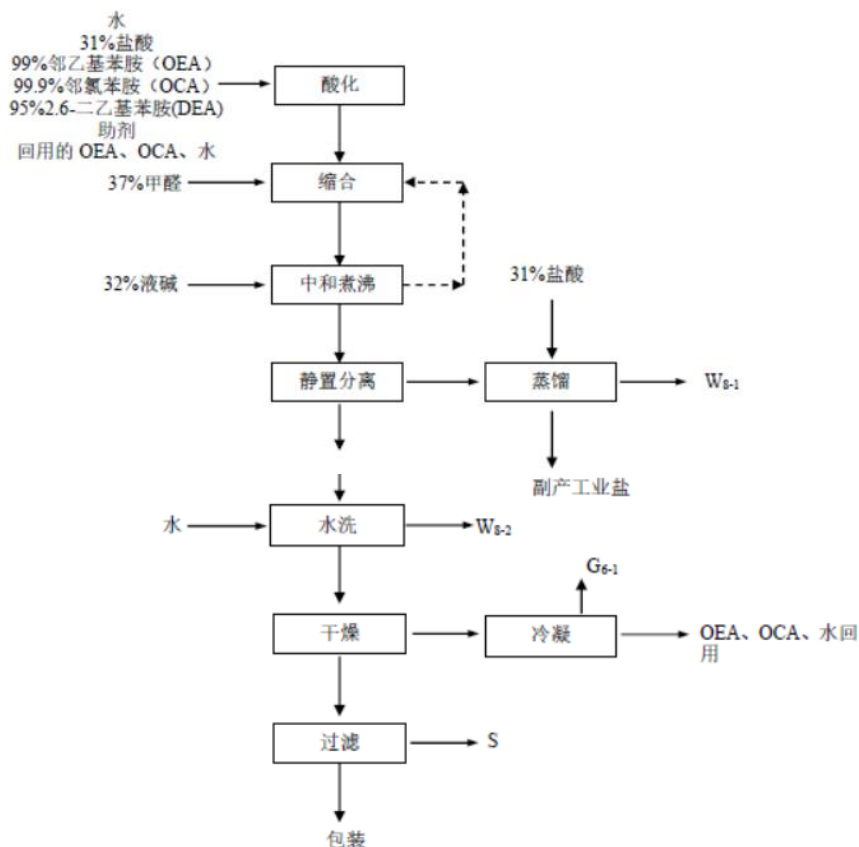 水
31%盐酸
99%邻乙基苯胺（OEA）
99.9%邻氯苯胺（OCA）
95%2.6-二乙基苯胺(DEA)
助剂
回用的 OEA、OCA、水
酸化
37%甲醛
缩合
32%液碱
中和煮沸
31%盐酸
静置分离
蒸馏
W8-1
副产工业盐
水
水洗
W8-2
G6-1
干燥
冷凝
OEA、OCA、水回
用
过滤
S
包装